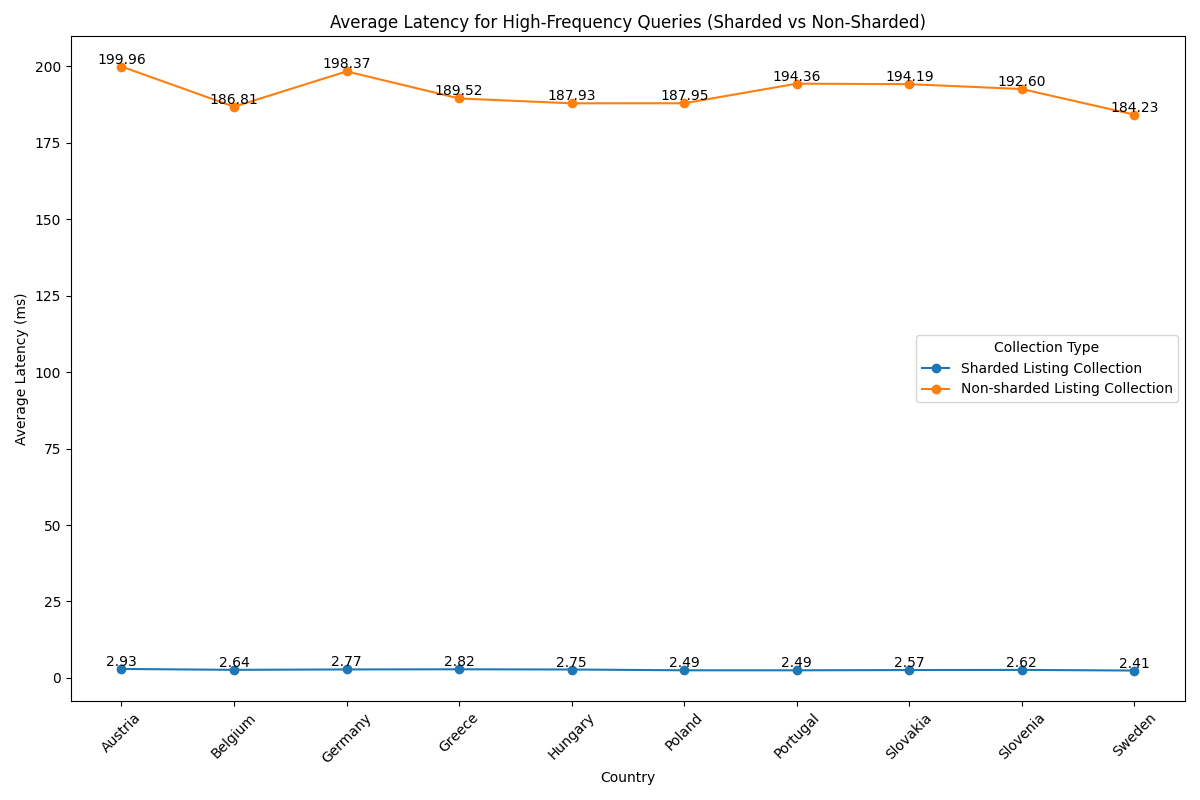 Average Latency for High-Frequency Queries (Sharded vs Non-Sharded)
Average Latency (ms)
200
175
150
125
100
75
50
25
0
199.96
186.81
198.37
189.52
187.93
187.95
194.36
194.19
192.60
184.23
Collection Type
Sharded Listing Collection
Non-sharded Listing Collection
2.93
2.64
2.77
2.82
2.75
2.49
2.49
2.57
2.62
2.41
Austria
Belgium
Germany
Greece
Hungary
Poland
Portugal
Slovakia
Slovenia
Sweden
Country